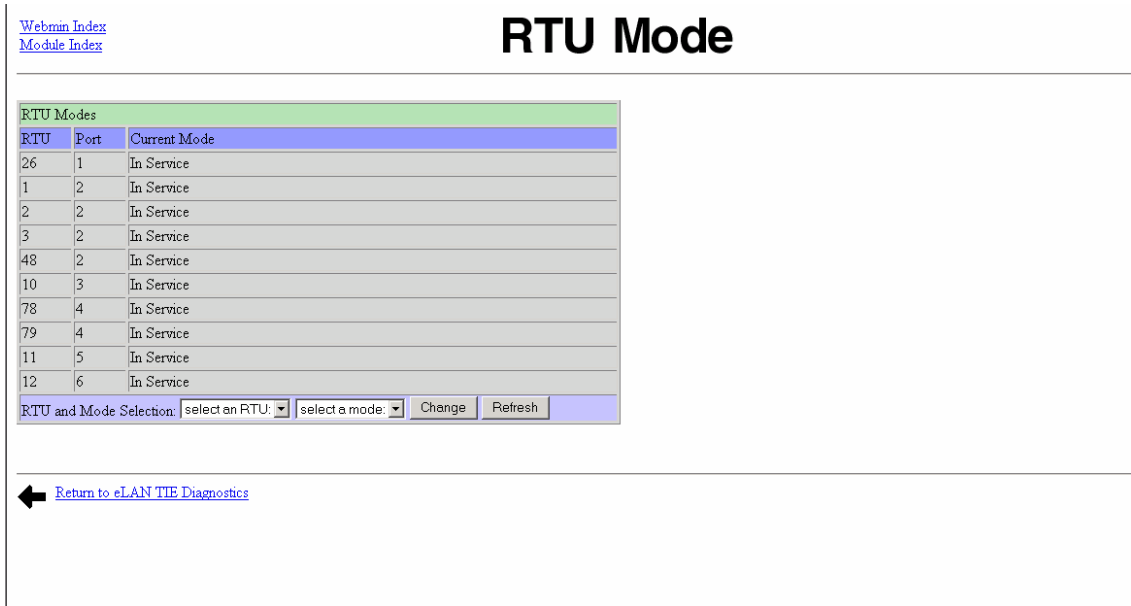 Webmin Index
Module Index
RTU Mode
RTU Modes
RTU Port Current Mode
26 1 In Service
1 2 In Service
2 2 In Service
3 2 In Service
48 2 In Service
10 3 In Service
78 4 In Service
79 4 In Service
11 5 In Service
12 6 In Service
RTU and Mode Selection: select an RTU: select a mode: Change Refresh
Return to eLAN TIE Diagnostics